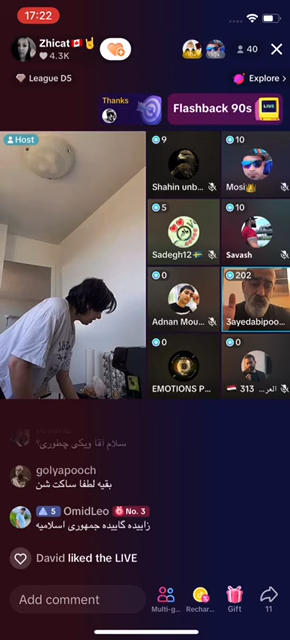 17:22
Zhicat🇨🇦🤘
4.3K
40
League D5
Explore >
Thanks
Flashback 90s
LIVE
Host
9
10
Shahin unb...
Mosi👑
5
10
Sadegh12
Savash
0
202
Adnan Mou...
3ayedabipoo...
0
0
EMOTIONS P...
313 العر...
سلام آقا ویکی چطوری؟
golyapooch
بقیه لطفا ساکت شن
5 OmidLeo No. 3
زاییده گاییده جمهوری اسلامیه
David liked the LIVE
Add comment
Multi-g...
Rechar...
Gift
11